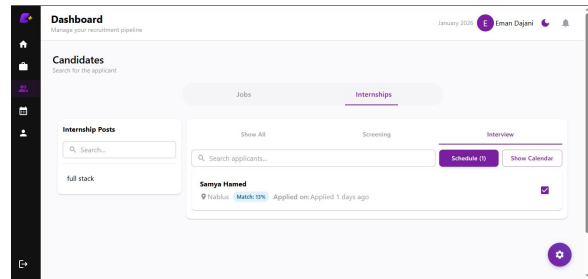 Dashboard
Manage your recruitment pipeline
January 2026
E
Eman Dajani
Candidates
Search for the applicant
Jobs
Internships
Internship Posts
Search...
full stack
Show All
Screening
Interview
Search applicants...
Schedule (1)
Show Calendar
Samya Hamed
Nablus
Match: 13%
Applied on: Applied 1 days ago